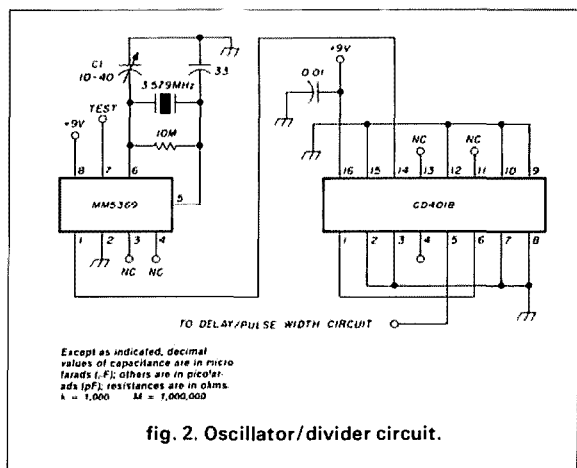 C1
10-40
33
3.579MHz
TEST
10M
+9V
8
7
6
5
MM5369
1
2
3
4
NC
NC
+9V
0.01
NC
NC
16
15
14
13
12
11
10
9
CD4018
1
2
3
4
5
6
7
8
TO DELAY/PULSE WIDTH CIRCUIT
Except as indicated, decimal
values of capacitance are in micro
farads (µF); others are in picofar-
ads (pF); resistances are in ohms.
k = 1,000 M = 1,000,000
fig. 2. Oscillator/divider circuit.